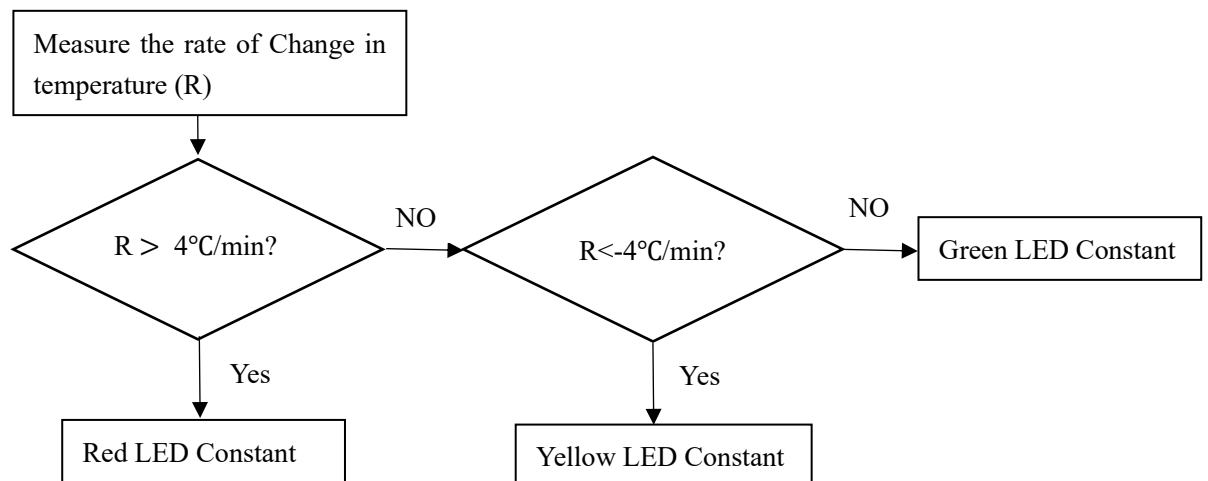 Measure the rate of Change in
temperature (R)
R > 4℃/min?
NO
R<-4℃/min?
NO
Green LED Constant
Yes
Yes
Red LED Constant
Yellow LED Constant